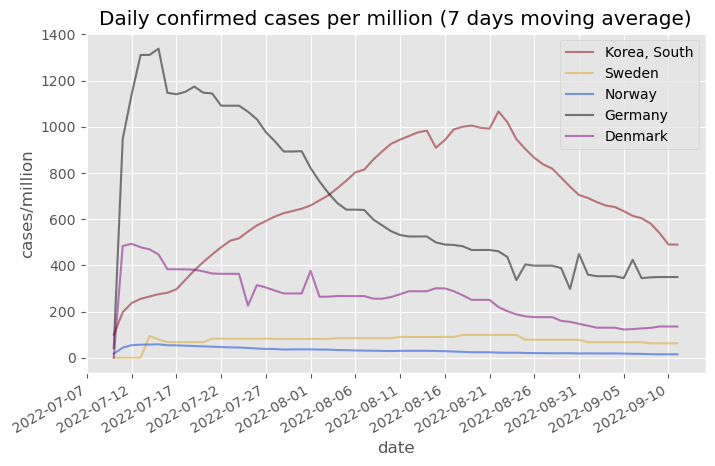 Daily confirmed cases per million (7 days moving average)
1400
1200
1000
800
600
400
200
0
cases/million
Korea, South
Sweden
Norway
Germany
Denmark
2022-07-07
2022-07-12
2022-07-17
2022-07-22
2022-07-27
2022-08-01
2022-08-06
2022-08-11
2022-08-16
2022-08-21
2022-08-26
2022-08-31
2022-09-05
2022-09-10
date